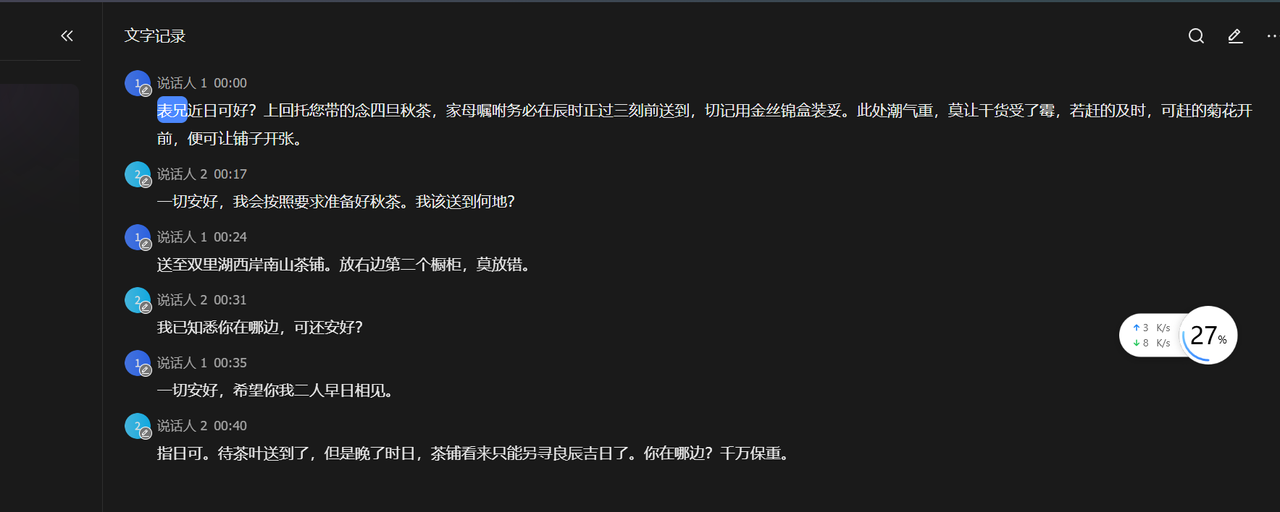 文字记录
1
说话人 1 00:00
表兄近日可好？上回托您带的念四旦秋茶，家母嘱咐务必在辰时正过三刻前送到，切记用金丝锦盒装妥。此处潮气重，莫让干货受了霉，若赶的及时，可赶的菊花开
前，便可让铺子开张。
2
说话人 2 00:17
一切安好，我会按照要求准备好秋茶。我该送到何地？
1
说话人 1 00:24
送至双里湖西岸南山茶铺。放右边第二个橱柜，莫放错。
2
说话人 2 00:31
我已知悉你在哪边，可还安好？
↑ 3 K/s
↓ 8 K/s
27%
1
说话人 1 00:35
一切安好，希望你我二人早日相见。
2
说话人 2 00:40
指日可。待茶叶送到了，但是晚了时日，茶铺看来只能另寻良辰吉日了。你在哪边？千万保重。